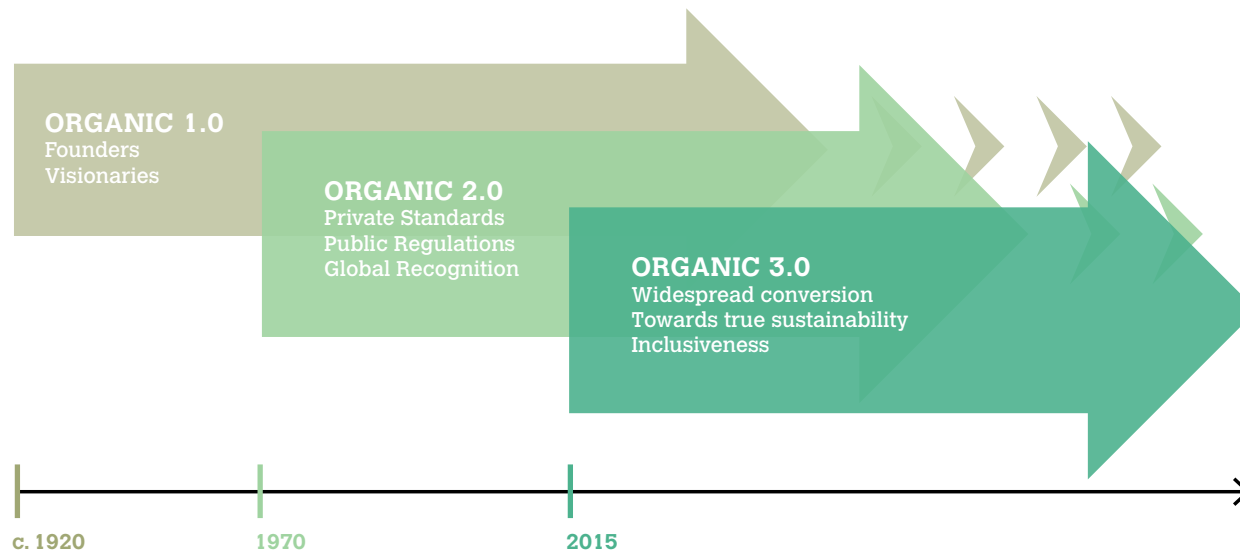 ORGANIC 1.0
Founders
Visionaries
ORGANIC 2.0
Private Standards
Public Regulations
Global Recognition
ORGANIC 3.0
Widespread conversion
Towards true sustainability
Inclusiveness
c. 1920
1970
2015